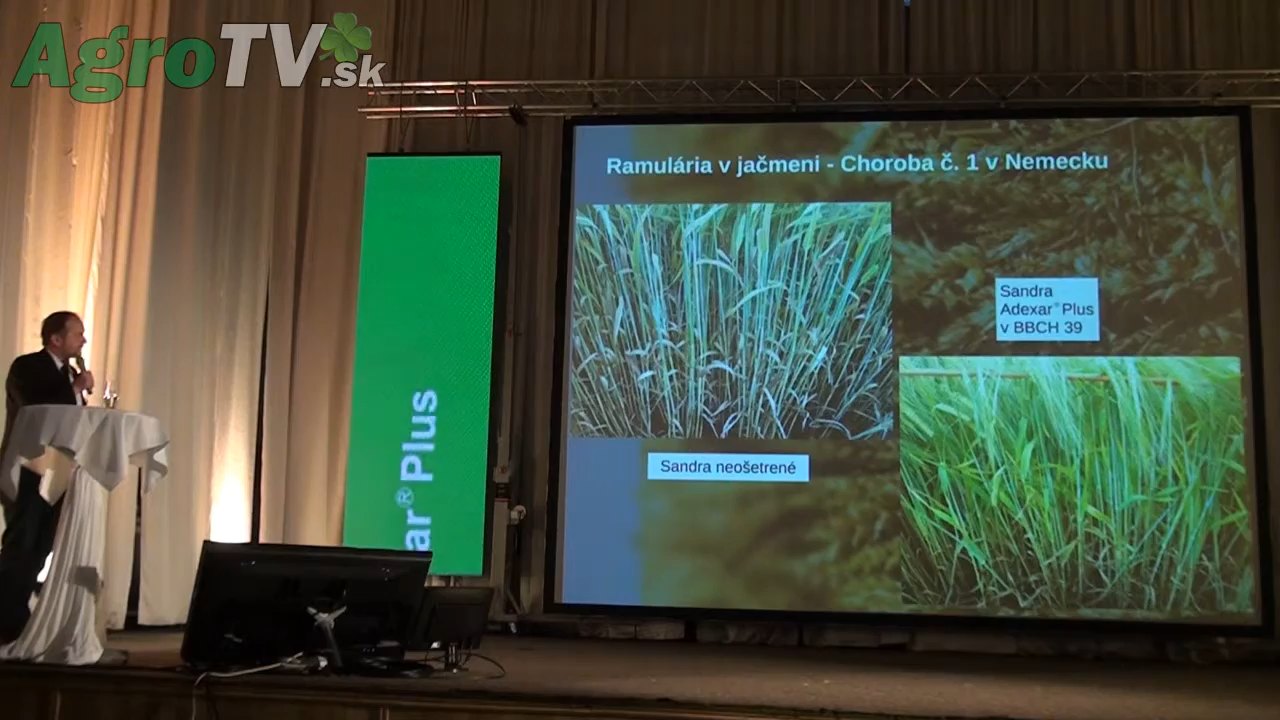 AgroTV.sk
Ramulária v jačmeni - Choroba č. 1 v Nemecku
Sandra
Adexar® Plus
v BBCH 39
Sandra neošetrené
ar® Plus